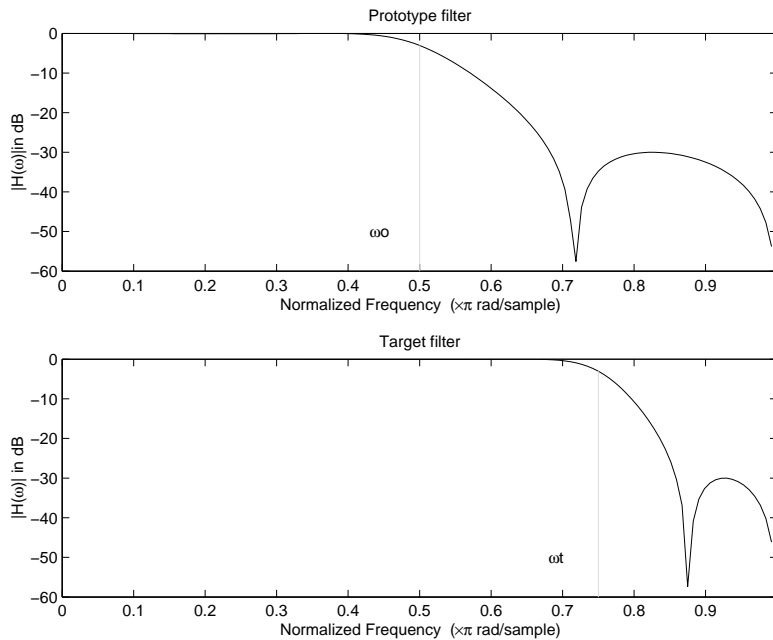 Prototype filter
|H(ω)|in dB
0
−10
−20
−30
−40
−50
−60
ωo
0 0.1 0.2 0.3 0.4 0.5 0.6 0.7 0.8 0.9
Normalized Frequency (×π rad/sample)
Target filter
|H(ω)| in dB
0
−10
−20
−30
−40
−50
−60
ωt
0 0.1 0.2 0.3 0.4 0.5 0.6 0.7 0.8 0.9
Normalized Frequency (×π rad/sample)